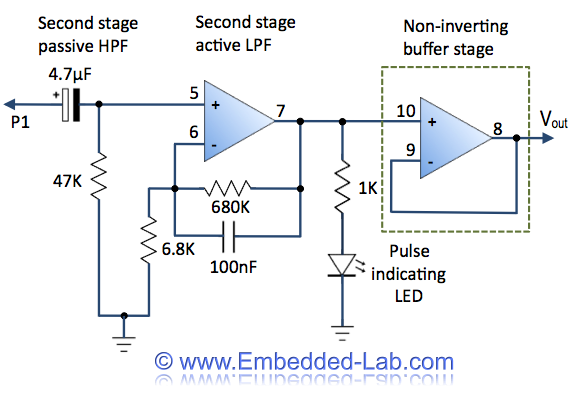 Second stage
passive HPF
Second stage
active LPF
Non-inverting
buffer stage
4.7µF
+
P1
5
+
7
6
-
10
+
8
9
-
Vout
47K
680K
1K
6.8K
100nF
Pulse
indicating
LED
© www.Embedded-Lab.com